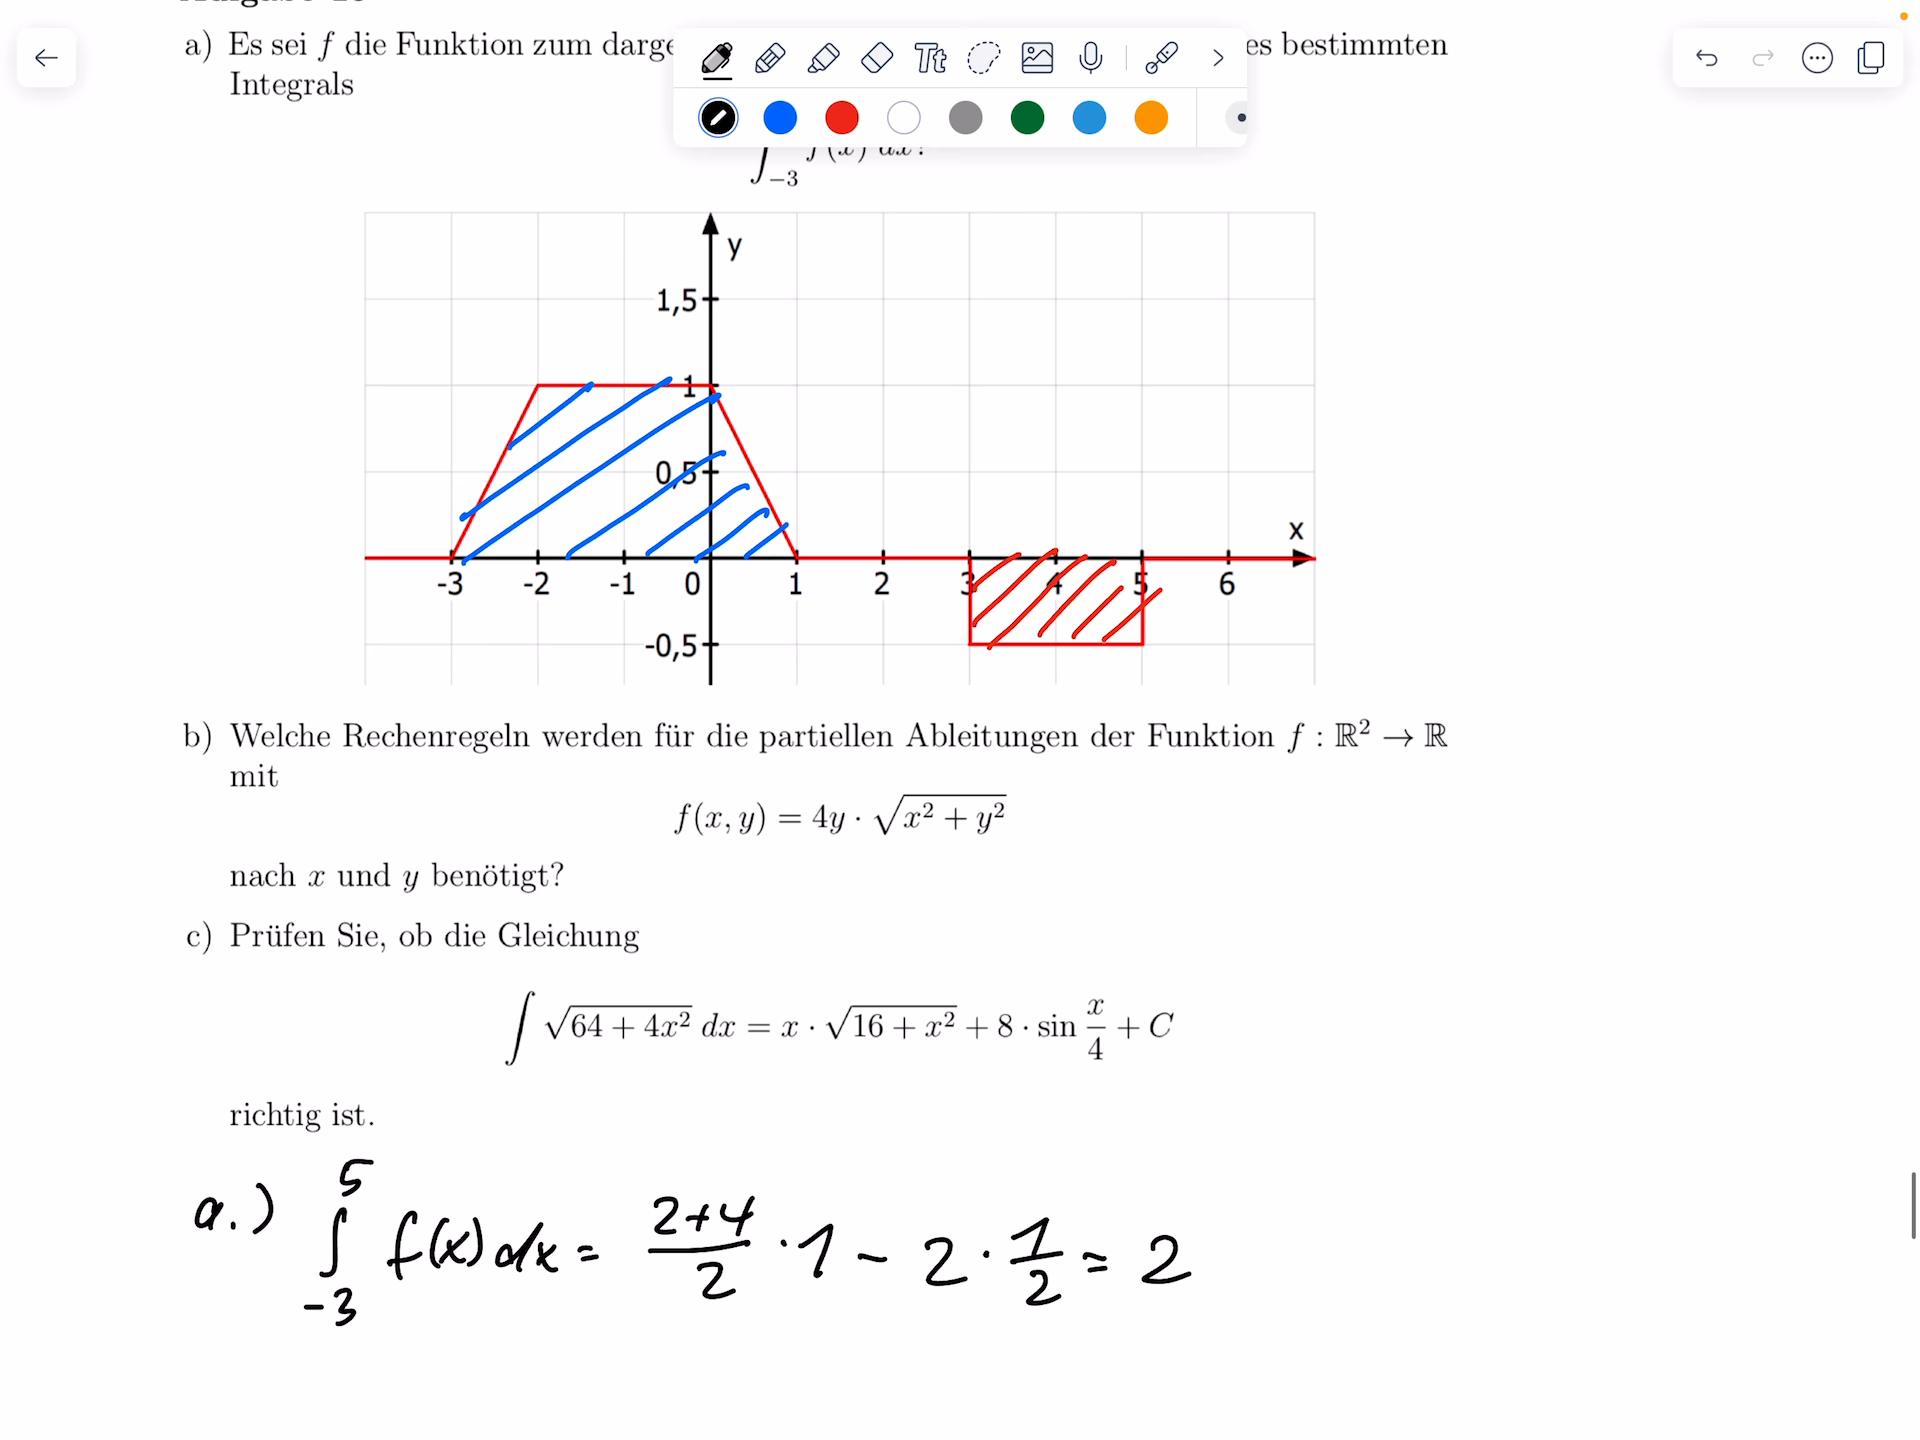 a) Es sei f die Funktion zum darge es bestimmten
Integrals
∫_{-3} f(x) dx.
y
1,5
1
0,5
x
-3 -2 -1 0 1 2 3 4 5 6
-0,5
b) Welche Rechenregeln werden für die partiellen Ableitungen der Funktion f : ℝ² → ℝ
mit
f(x, y) = 4y · √(x² + y²)
nach x und y benötigt?
c) Prüfen Sie, ob die Gleichung
∫ √(64 + 4x²) dx = x · √(16 + x²) + 8 · sin x/4 + C
richtig ist.
a.) ∫_{-3}^{5} f(x) dx = (2+4)/2 · 1 - 2 · 1/2 = 2